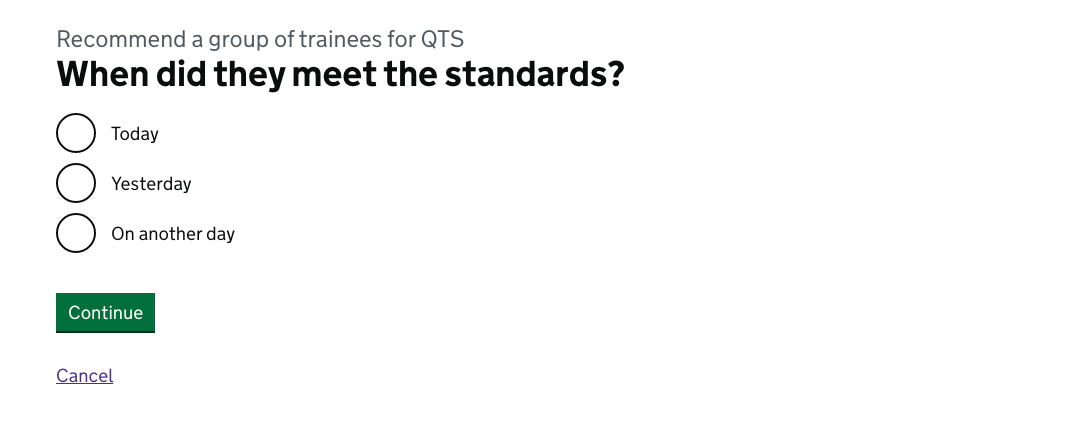 Recommend a group of trainees for QTS
When did they meet the standards?
Today
Yesterday
On another day
Continue
Cancel